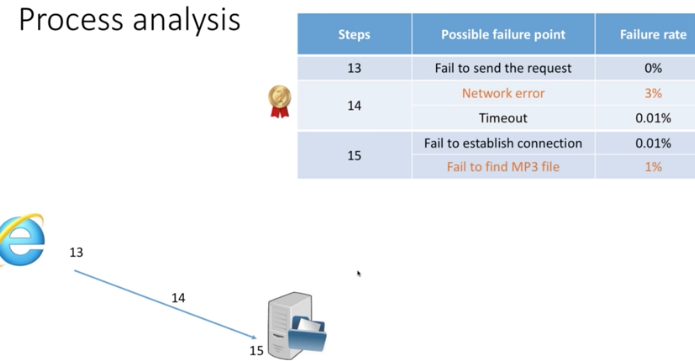 Process analysis
Steps Possible failure point Failure rate
13 Fail to send the request 0%
14 Network error 3%
Timeout 0.01%
15 Fail to establish connection 0.01%
Fail to find MP3 file 1%
13
14
15